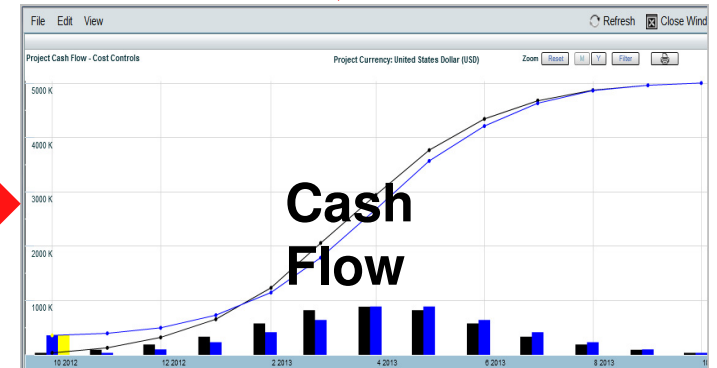 File Edit View Refresh Close Wind
Project Cash Flow - Cost Controls Project Currency: United States Dollar (USD) Zoom Reset M Y Filter
5000 K
4000 K
3000 K
Cash
2000 K
Flow
1000 K
10 2012 12 2012 2 2013 4 2013 6 2013 8 2013